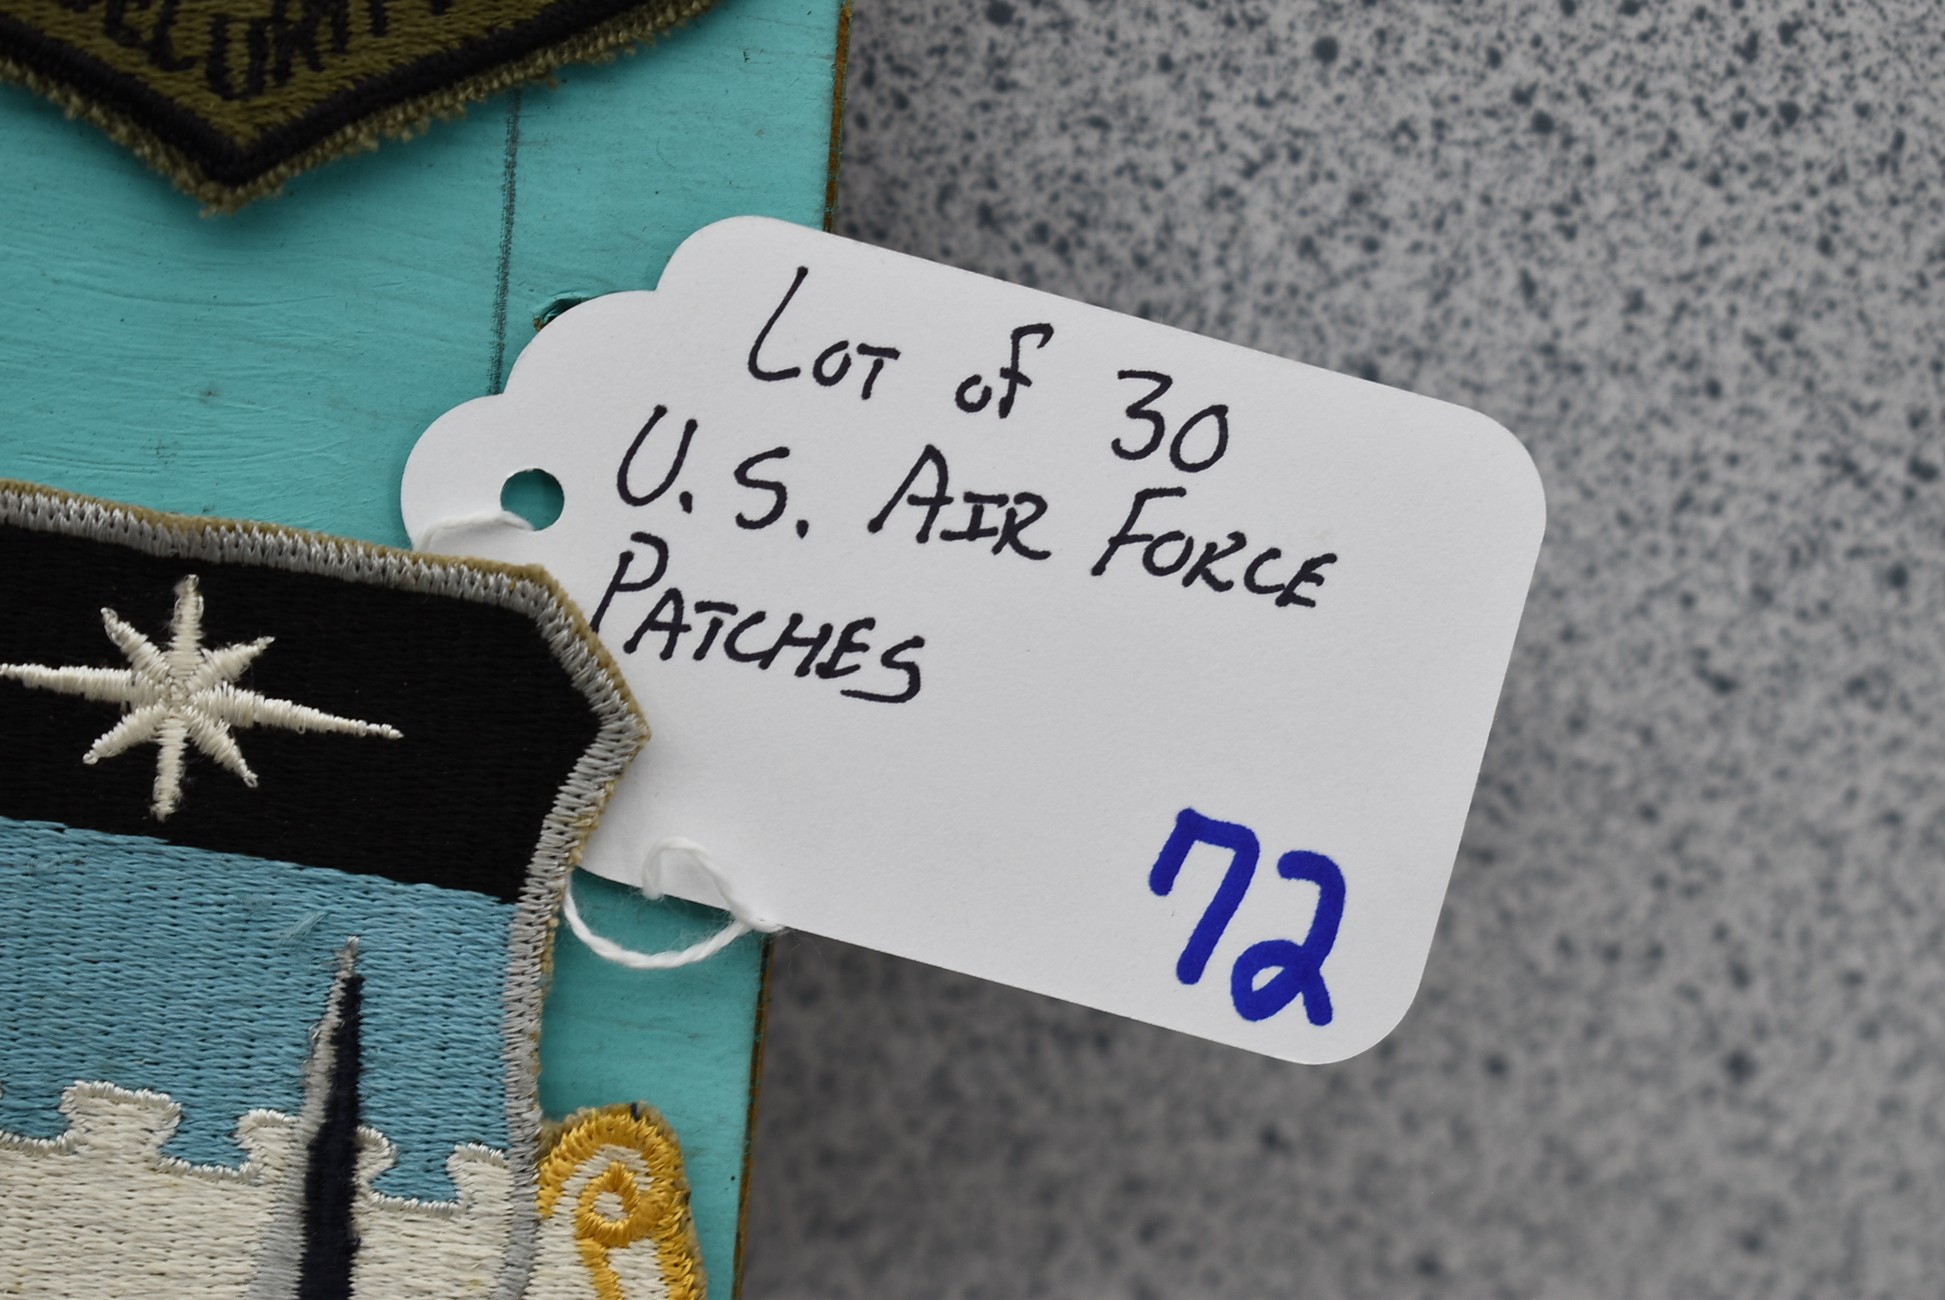 Lot of 30
U.S. Air Force
Patches
72